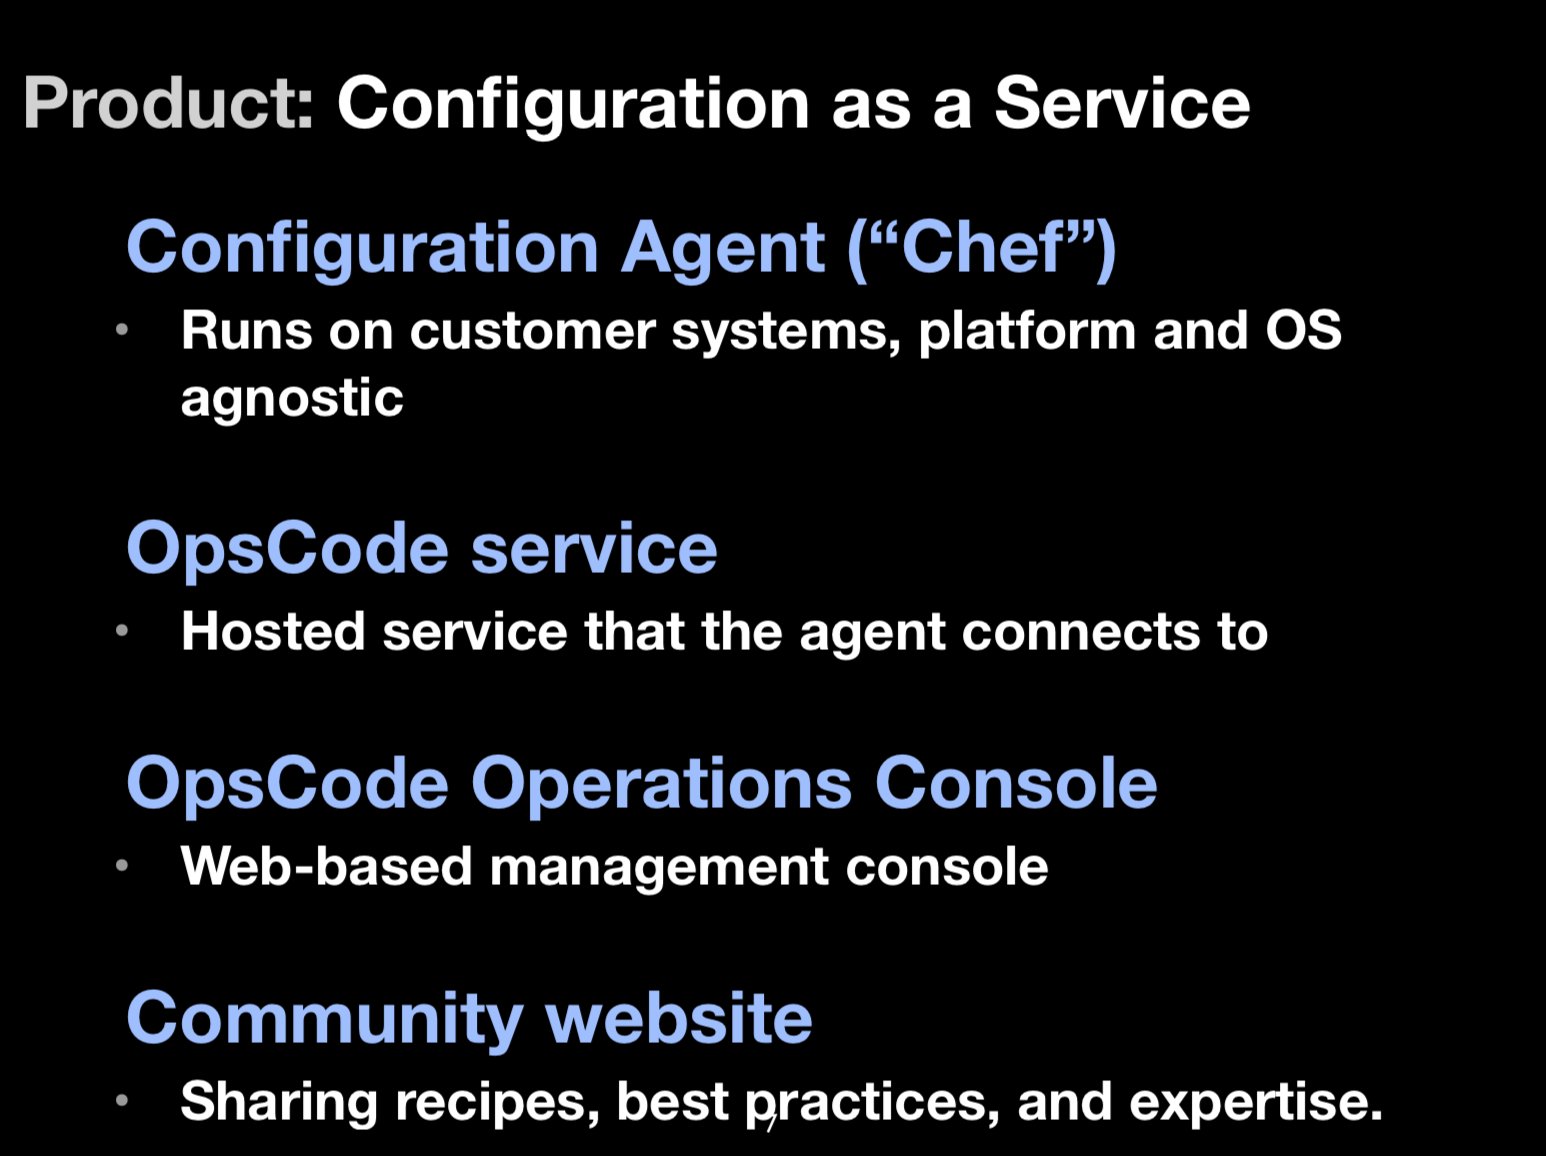 Product: Configuration as a Service
Configuration Agent (“Chef”)
• Runs on customer systems, platform and OS
agnostic
OpsCode service
• Hosted service that the agent connects to
OpsCode Operations Console
• Web-based management console
Community website
• Sharing recipes, best practices, and expertise.
7